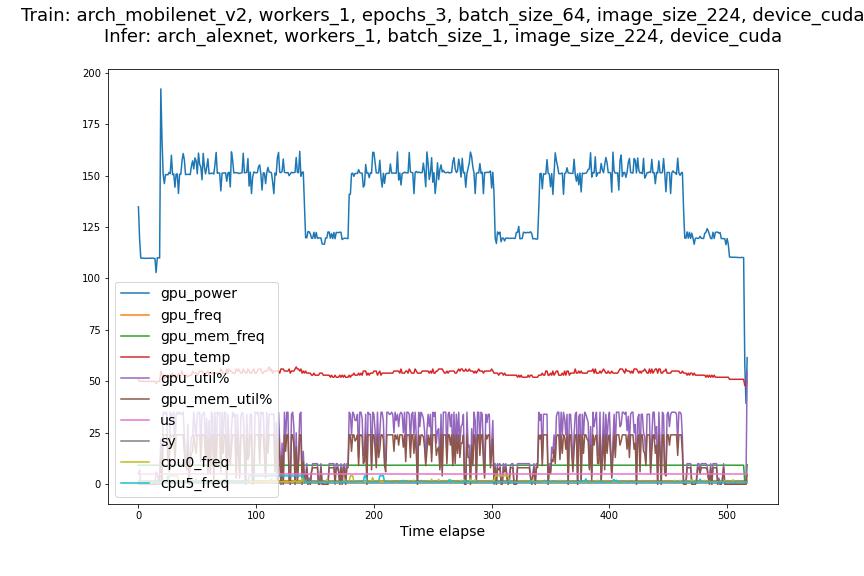 Train: arch_mobilenet_v2, workers_1, epochs_3, batch_size_64, image_size_224, device_cuda
Infer: arch_alexnet, workers_1, batch_size_1, image_size_224, device_cuda
200
175
150
125
100
75
50
25
0
gpu_power
gpu_freq
gpu_mem_freq
gpu_temp
gpu_util%
gpu_mem_util%
us
sy
cpu0_freq
cpu5_freq
0 100 200 300 400 500
Time elapse